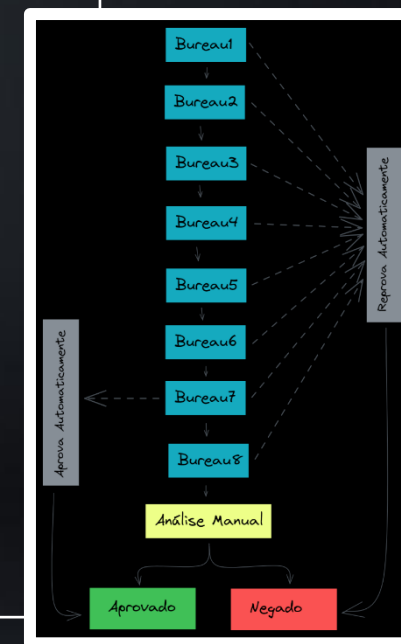 Bureau1
Bureau2
Bureau3
Bureau4
Bureau5
Bureau6
Bureau7
Bureau8
Reprova Automaticamente
Aprova Automaticamente
Análise Manual
Aprovado
Negado